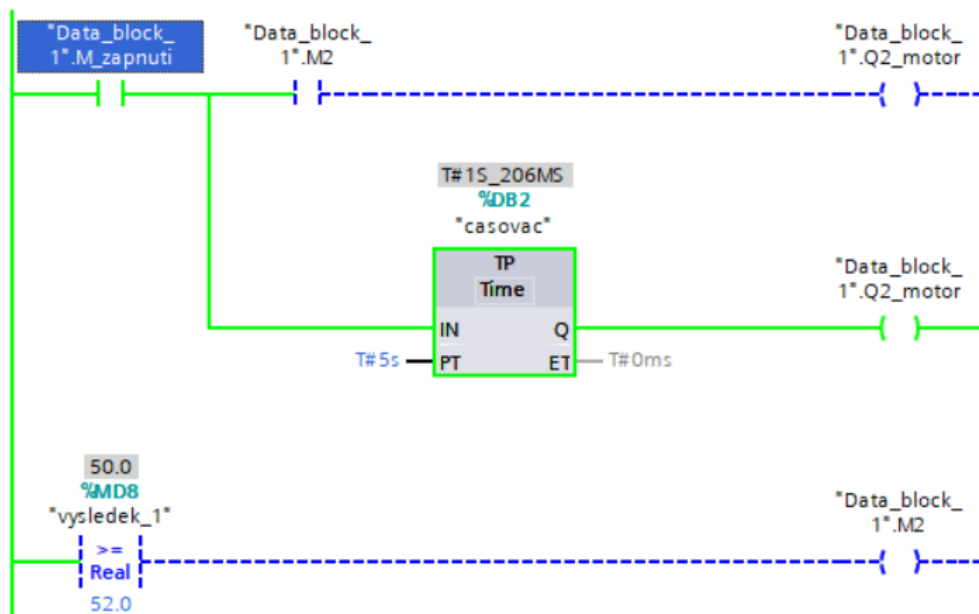 "Data_block_
1".M_zapnuti
"Data_block_
1".M2
"Data_block_
1".Q2_motor
T#1S_206MS
%DB2
"casovac"
TP
Time
IN
Q
PT
ET
T#5s
T#0ms
"Data_block_
1".Q2_motor
50.0
%MD8
"vysledek_1"
>=
Real
52.0
"Data_block_
1".M2